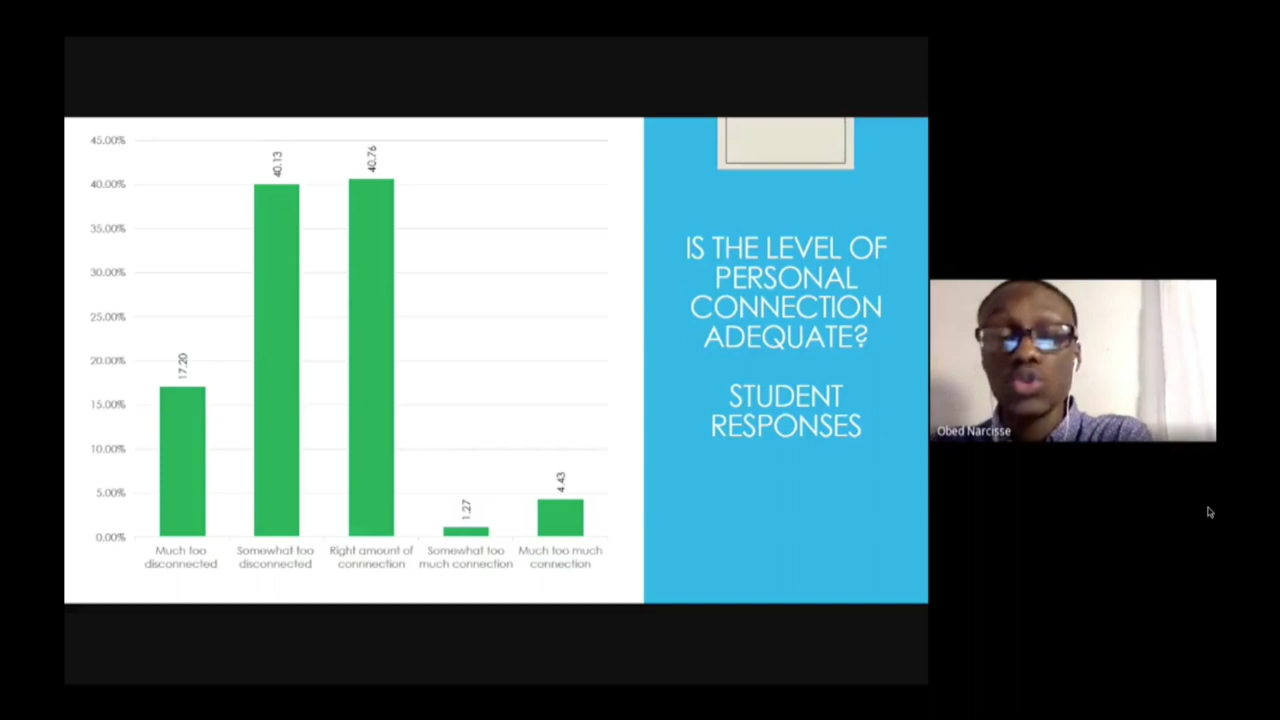 45.00%
40.00%
35.00%
30.00%
25.00%
20.00%
15.00%
10.00%
5.00%
0.00%
17.20
40.13
40.76
1.27
4.43
Much too
disconnected
Somewhat too
disconnected
Right amount of
connnection
Somewhat too
much connection
Much too much
connection
IS THE LEVEL OF
PERSONAL
CONNECTION
ADEQUATE?
STUDENT
RESPONSES
Obed Narcisse